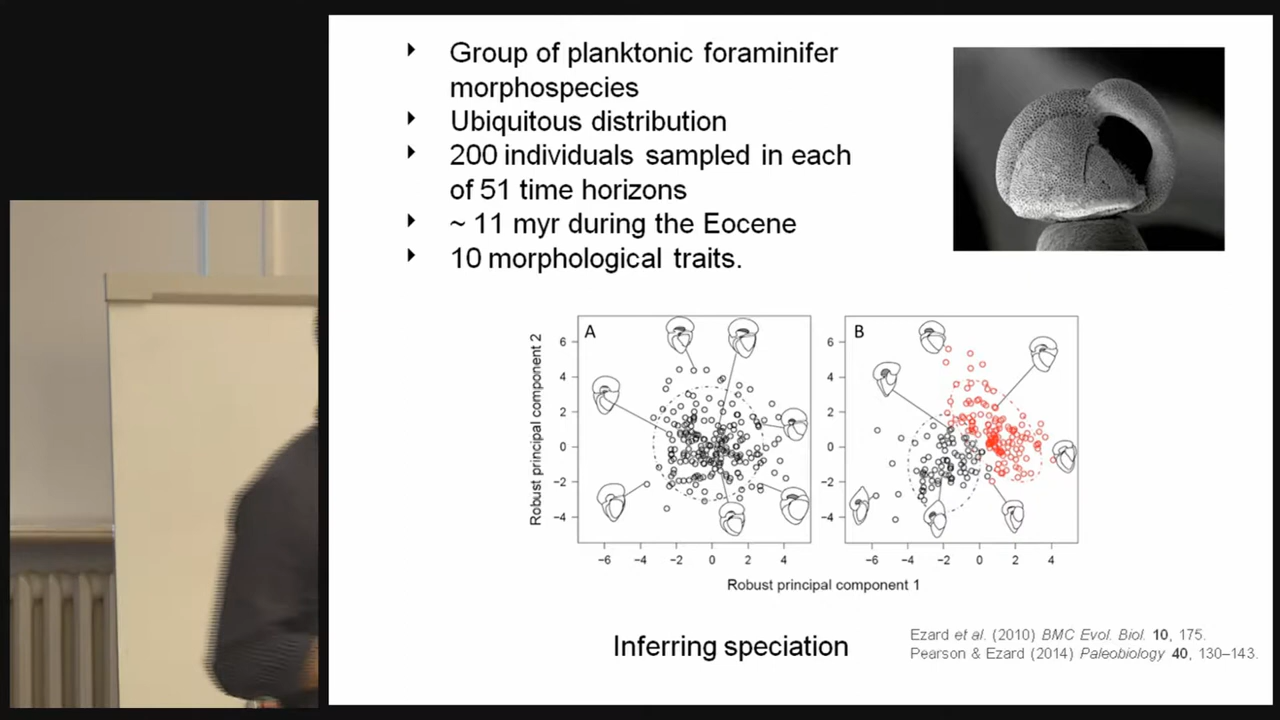 Group of planktonic foraminifer
morphospecies
Ubiquitous distribution
200 individuals sampled in each
of 51 time horizons
~ 11 myr during the Eocene
10 morphological traits.
A
B
Robust principal component 2
6
4
2
0
−2
−4
6
4
2
0
−2
−4
−6 −4 −2 0 2 4
−6 −4 −2 0 2 4
Robust principal component 1
Inferring speciation
Ezard et al. (2010) BMC Evol. Biol. 10, 175.
Pearson & Ezard (2014) Paleobiology 40, 130–143.